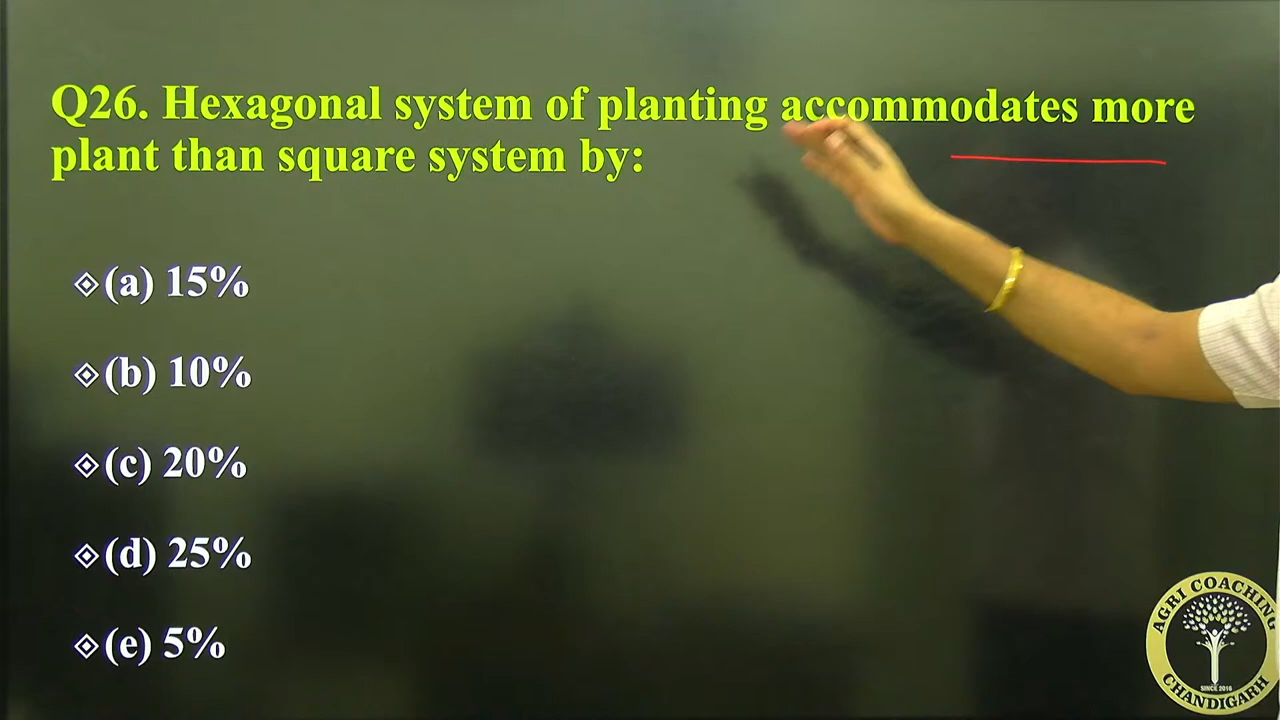 Q26. Hexagonal system of planting accommodates more
plant than square system by:
(a) 15%
(b) 10%
(c) 20%
(d) 25%
(e) 5%
AGRI COACHING
SINCE 2016
CHANDIGARH